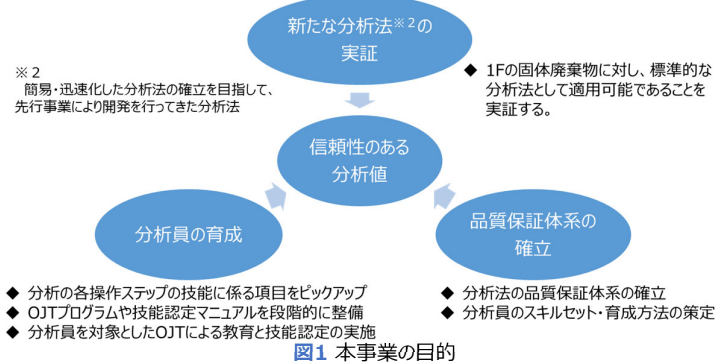 新たな分析法※2の
実証
※2
簡易・迅速化した分析法の確立を目指して、
先行事業により開発を行ってきた分析法
◆ 1Fの固体廃棄物に対し、標準的な
分析法として適用可能であることを
実証する。
信頼性のある
分析値
分析員の育成
品質保証体系の
確立
◆ 分析の各操作ステップの技能に係る項目をピックアップ
◆ OJTプログラムや技能認定マニュアルを段階的に整備
◆ 分析員を対象としたOJTによる教育と技能認定の実施
◆ 分析法の品質保証体系の確立
◆ 分析員のスキルセット・育成方法の策定
図1 本事業の目的